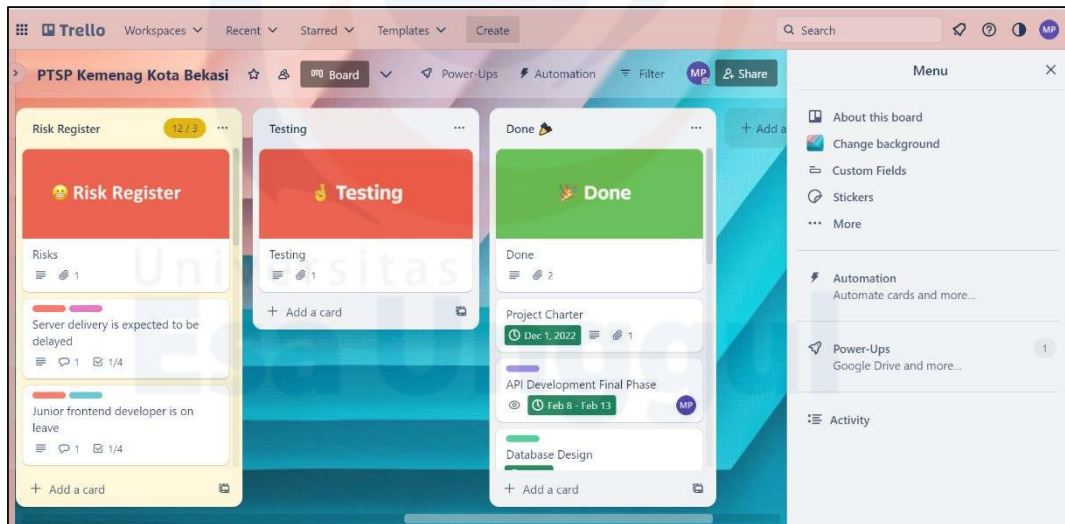 Trello Workspaces Recent Starred Templates Create Search MP
PTSP Kemenag Kota Bekasi Board Power-Ups Automation Filter MP Share
Risk Register 12 / 3
Risk Register
Risks
1
Server delivery is expected to be
delayed
1 1/4
Junior frontend developer is on
leave
1 1/4
+ Add a card
Testing
Testing
Testing
1
+ Add a card
Done
Done
Done
2
Project Charter
Dec 1, 2022 1
API Development Final Phase
Feb 8 - Feb 13 MP
Database Design
+ Add a card
+ Add a
Menu
About this board
Change background
Custom Fields
Stickers
More
Automation
Automate cards and more...
Power-Ups 1
Google Drive and more...
Activity
Universitas
Esa Unggul